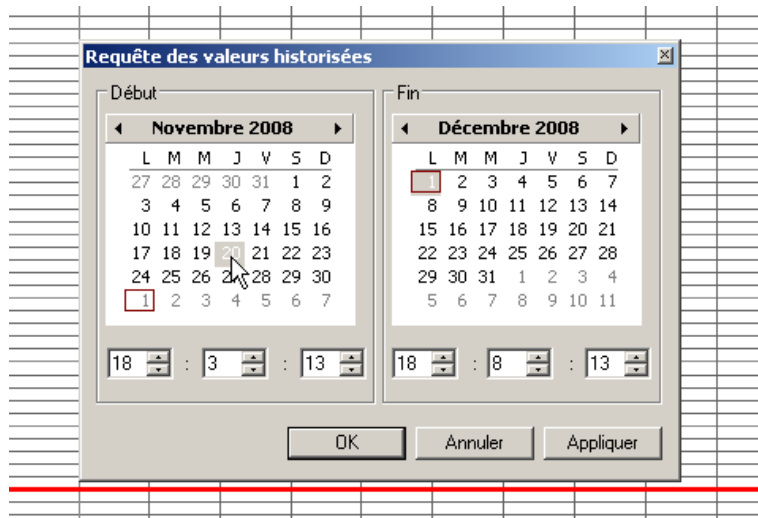 Requête des valeurs historisées
Début
Novembre 2008
L M M J V S D
27 28 29 30 31 1 2
3 4 5 6 7 8 9
10 11 12 13 14 15 16
17 18 19 20 21 22 23
24 25 26 28 29 30
1 2 3 4 5 6 7
18 : 3 : 13
Fin
Décembre 2008
L M M J V S D
1 2 3 4 5 6 7
8 9 10 11 12 13 14
15 16 17 18 19 20 21
22 23 24 25 26 27 28
29 30 31 1 2 3 4
5 6 7 8 9 10 11
18 : 8 : 13
OK Annuler Appliquer